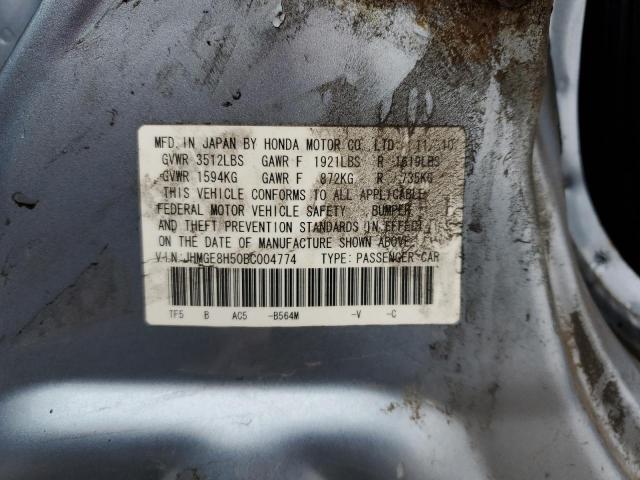 MFD. IN JAPAN BY HONDA MOTOR CO. LTD. 11/10
GVWR 3512LBS GAWR F 1921LBS R 1619LBS
GVWR 1594KG GAWR F 872KG R 735KG
THIS VEHICLE CONFORMS TO ALL APPLICABLE
FEDERAL MOTOR VEHICLE SAFETY BUMPER
AND THEFT PREVENTION STANDARDS IN EFFECT
ON THE DATE OF MANUFACTURE SHOWN ABOVE.
V.I.N. JHMGE8H50BC004774 TYPE: PASSENGER CAR
TF5 B AC5 -B564M -V -C